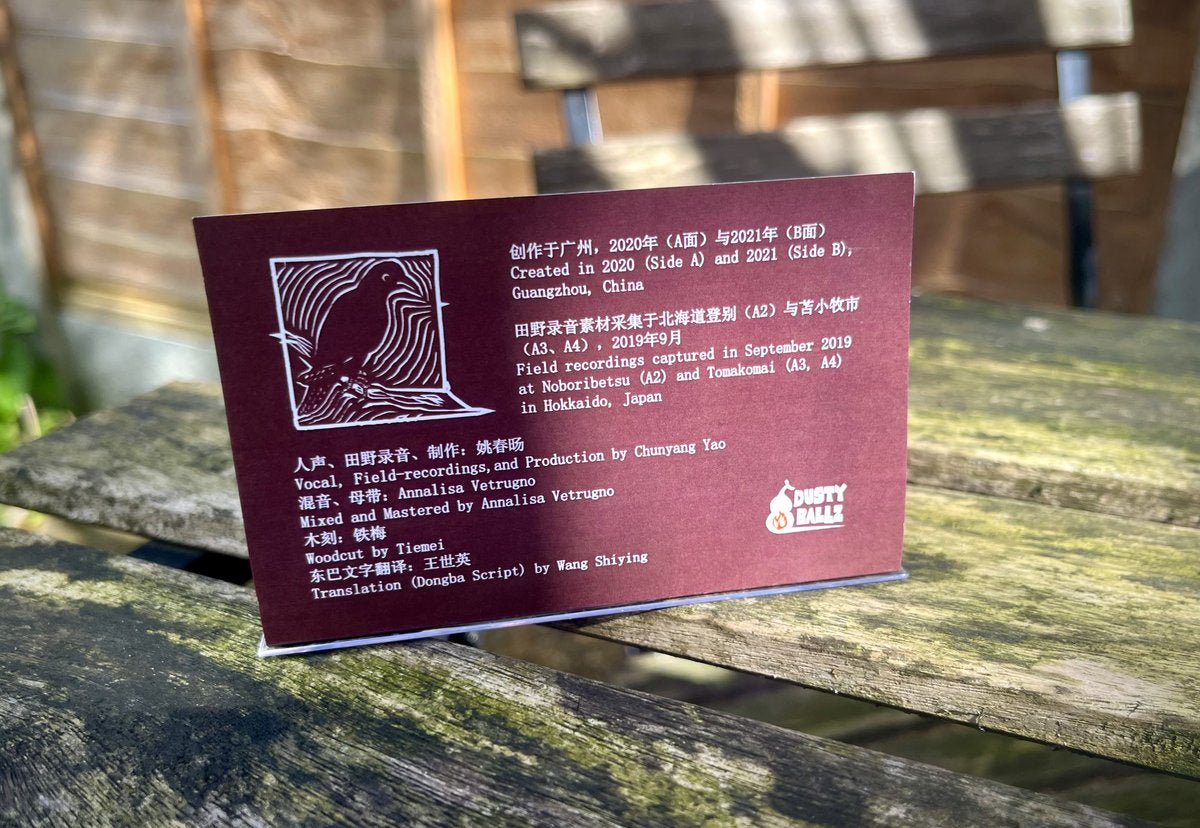 创作于广州，2020年（A面）与2021年（B面）
Created in 2020 (Side A) and 2021 (Side B),
Guangzhou, China
田野录音素材采集于北海道登别（A2）与苫小牧市
（A3、A4），2019年9月
Field recordings captured in September 2019
at Noboribetsu (A2) and Tomakomai (A3, A4)
in Hokkaido, Japan
人声、田野录音、制作：姚春旸
Vocal, Field-recordings,and Production by Chunyang Yao
混音、母带：Annalisa Vetrugno
Mixed and Mastered by Annalisa Vetrugno
木刻：铁梅
Woodcut by Tiemei
东巴文字翻译：王世英
Translation (Dongba Script) by Wang Shiying
DUSTY
BALLZ